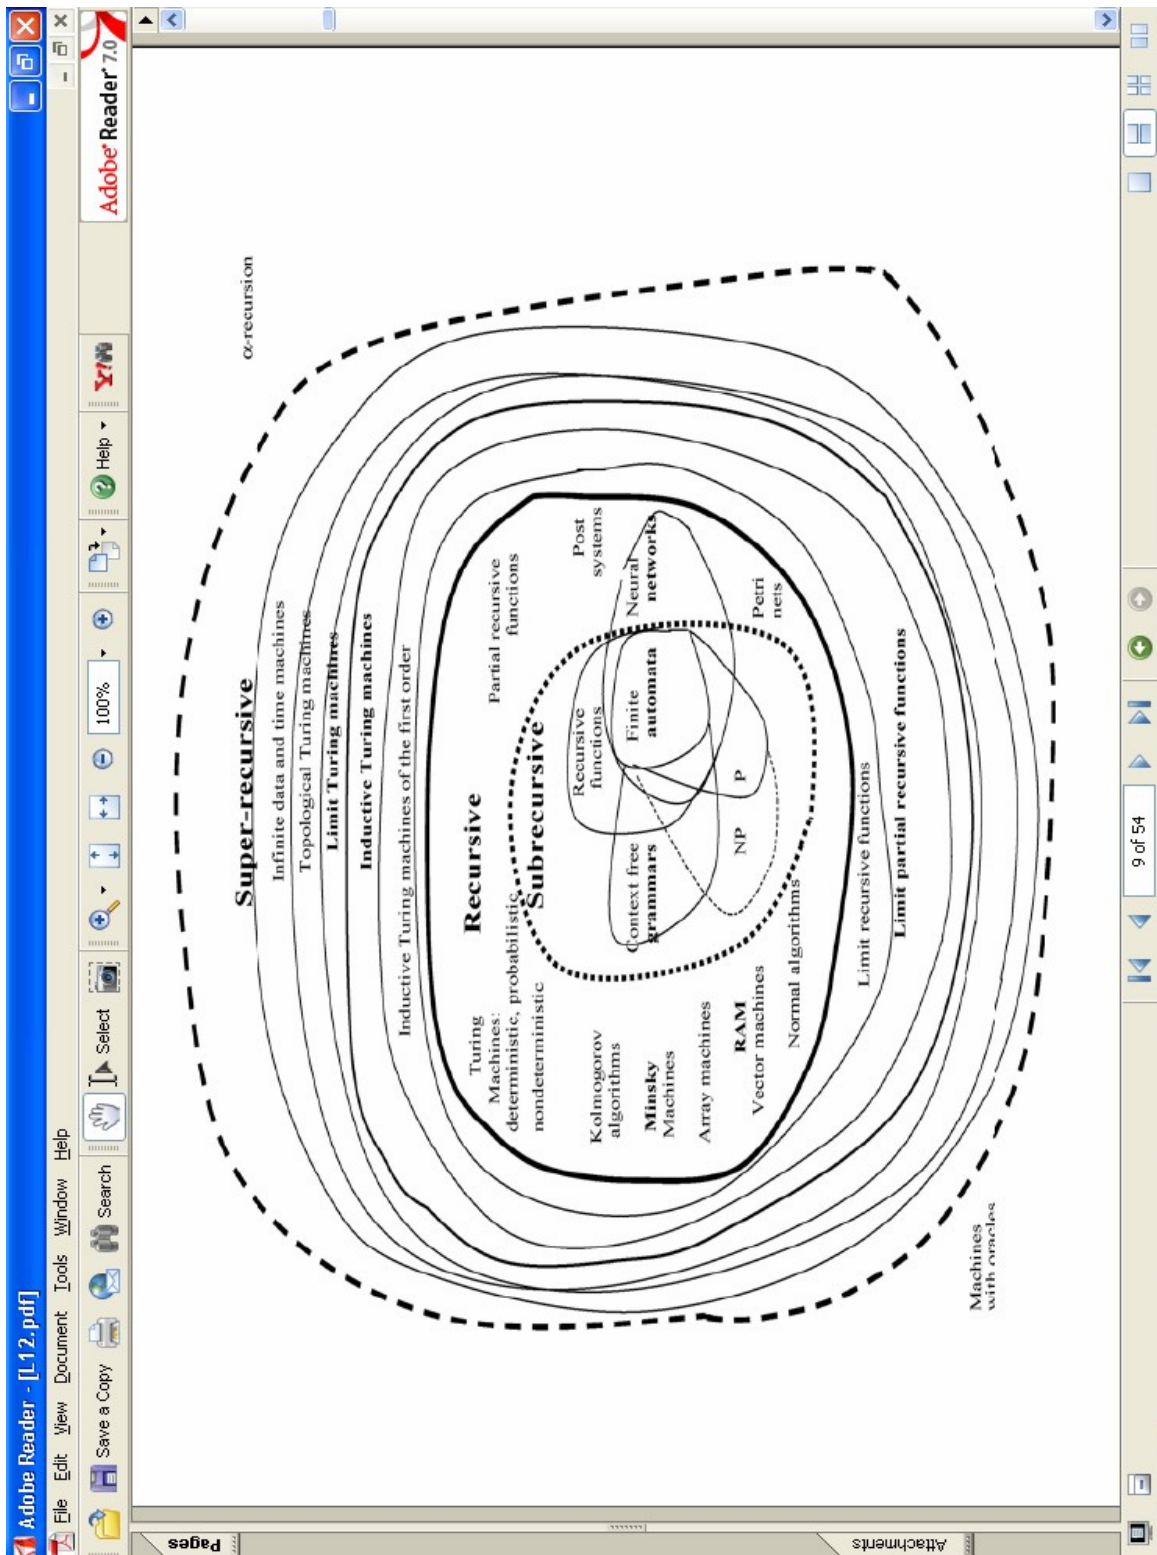 Adobe Reader - [L12.pdf]
File Edit View Document Tools Window Help
Save a Copy
Search
Select
100%
Help
Y!
Adobe Reader 7.0
Pages
Attachments
α-recursion
Super-recursive
Infinite data and time machines
Topological Turing machines
Limit Turing machines
Inductive Turing machines
Inductive Turing machines of the first order
Recursive
Turing
Machines:
deterministic, probabilistic
nondeterministic
Partial recursive
functions
Subrecursive
Recursive
functions
Post
systems
Kolmogorov
algorithms
Context free
grammars
Finite
automata
Neural
networks
Minsky
Machines
Array machines
NP
P
RAM
Vector machines
Petri
nets
Normal algorithms
Limit recursive functions
Limit partial recursive functions
Machines
with oracles
9 of 54